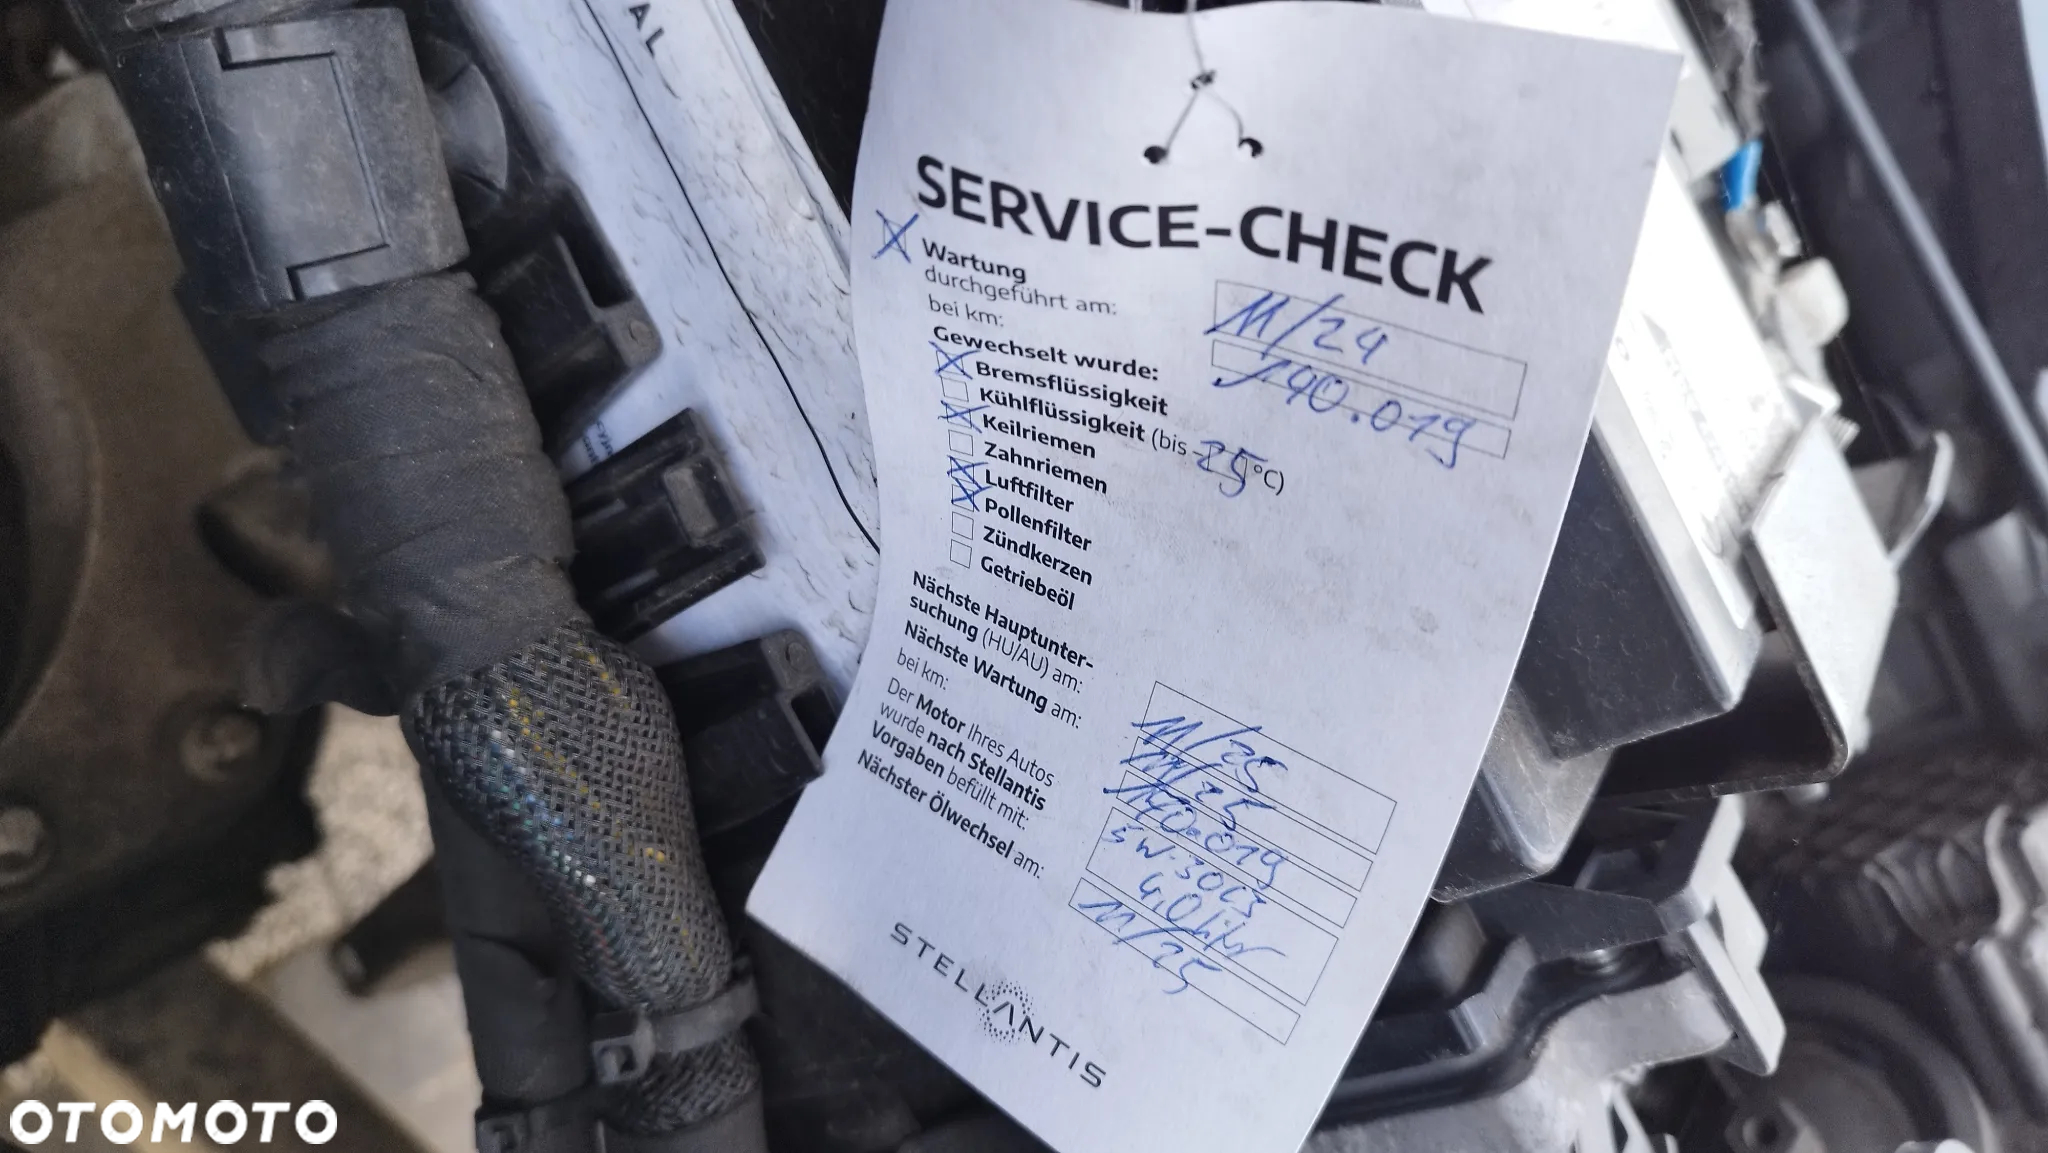 AL
SERVICE-CHECK
Wartung
durchgeführt am: 11/24
bei km: 140.019
Gewechselt wurde:
Bremsflüssigkeit
Kühlflüssigkeit (bis -25 °C)
Keilriemen
Zahnriemen
Luftfilter
Pollenfilter
Zündkerzen
Getriebeöl
Nächste Hauptunter-
suchung (HU/AU) am: 11/25
Nächste Wartung am: 11/25
bei km: 140.019
Der Motor Ihres Autos
wurde nach Stellantis
Vorgaben befüllt mit: 5W-30 C3
4,0 liter
Nächster Ölwechsel am: 11/25
STELLANTIS
OTOMOTO